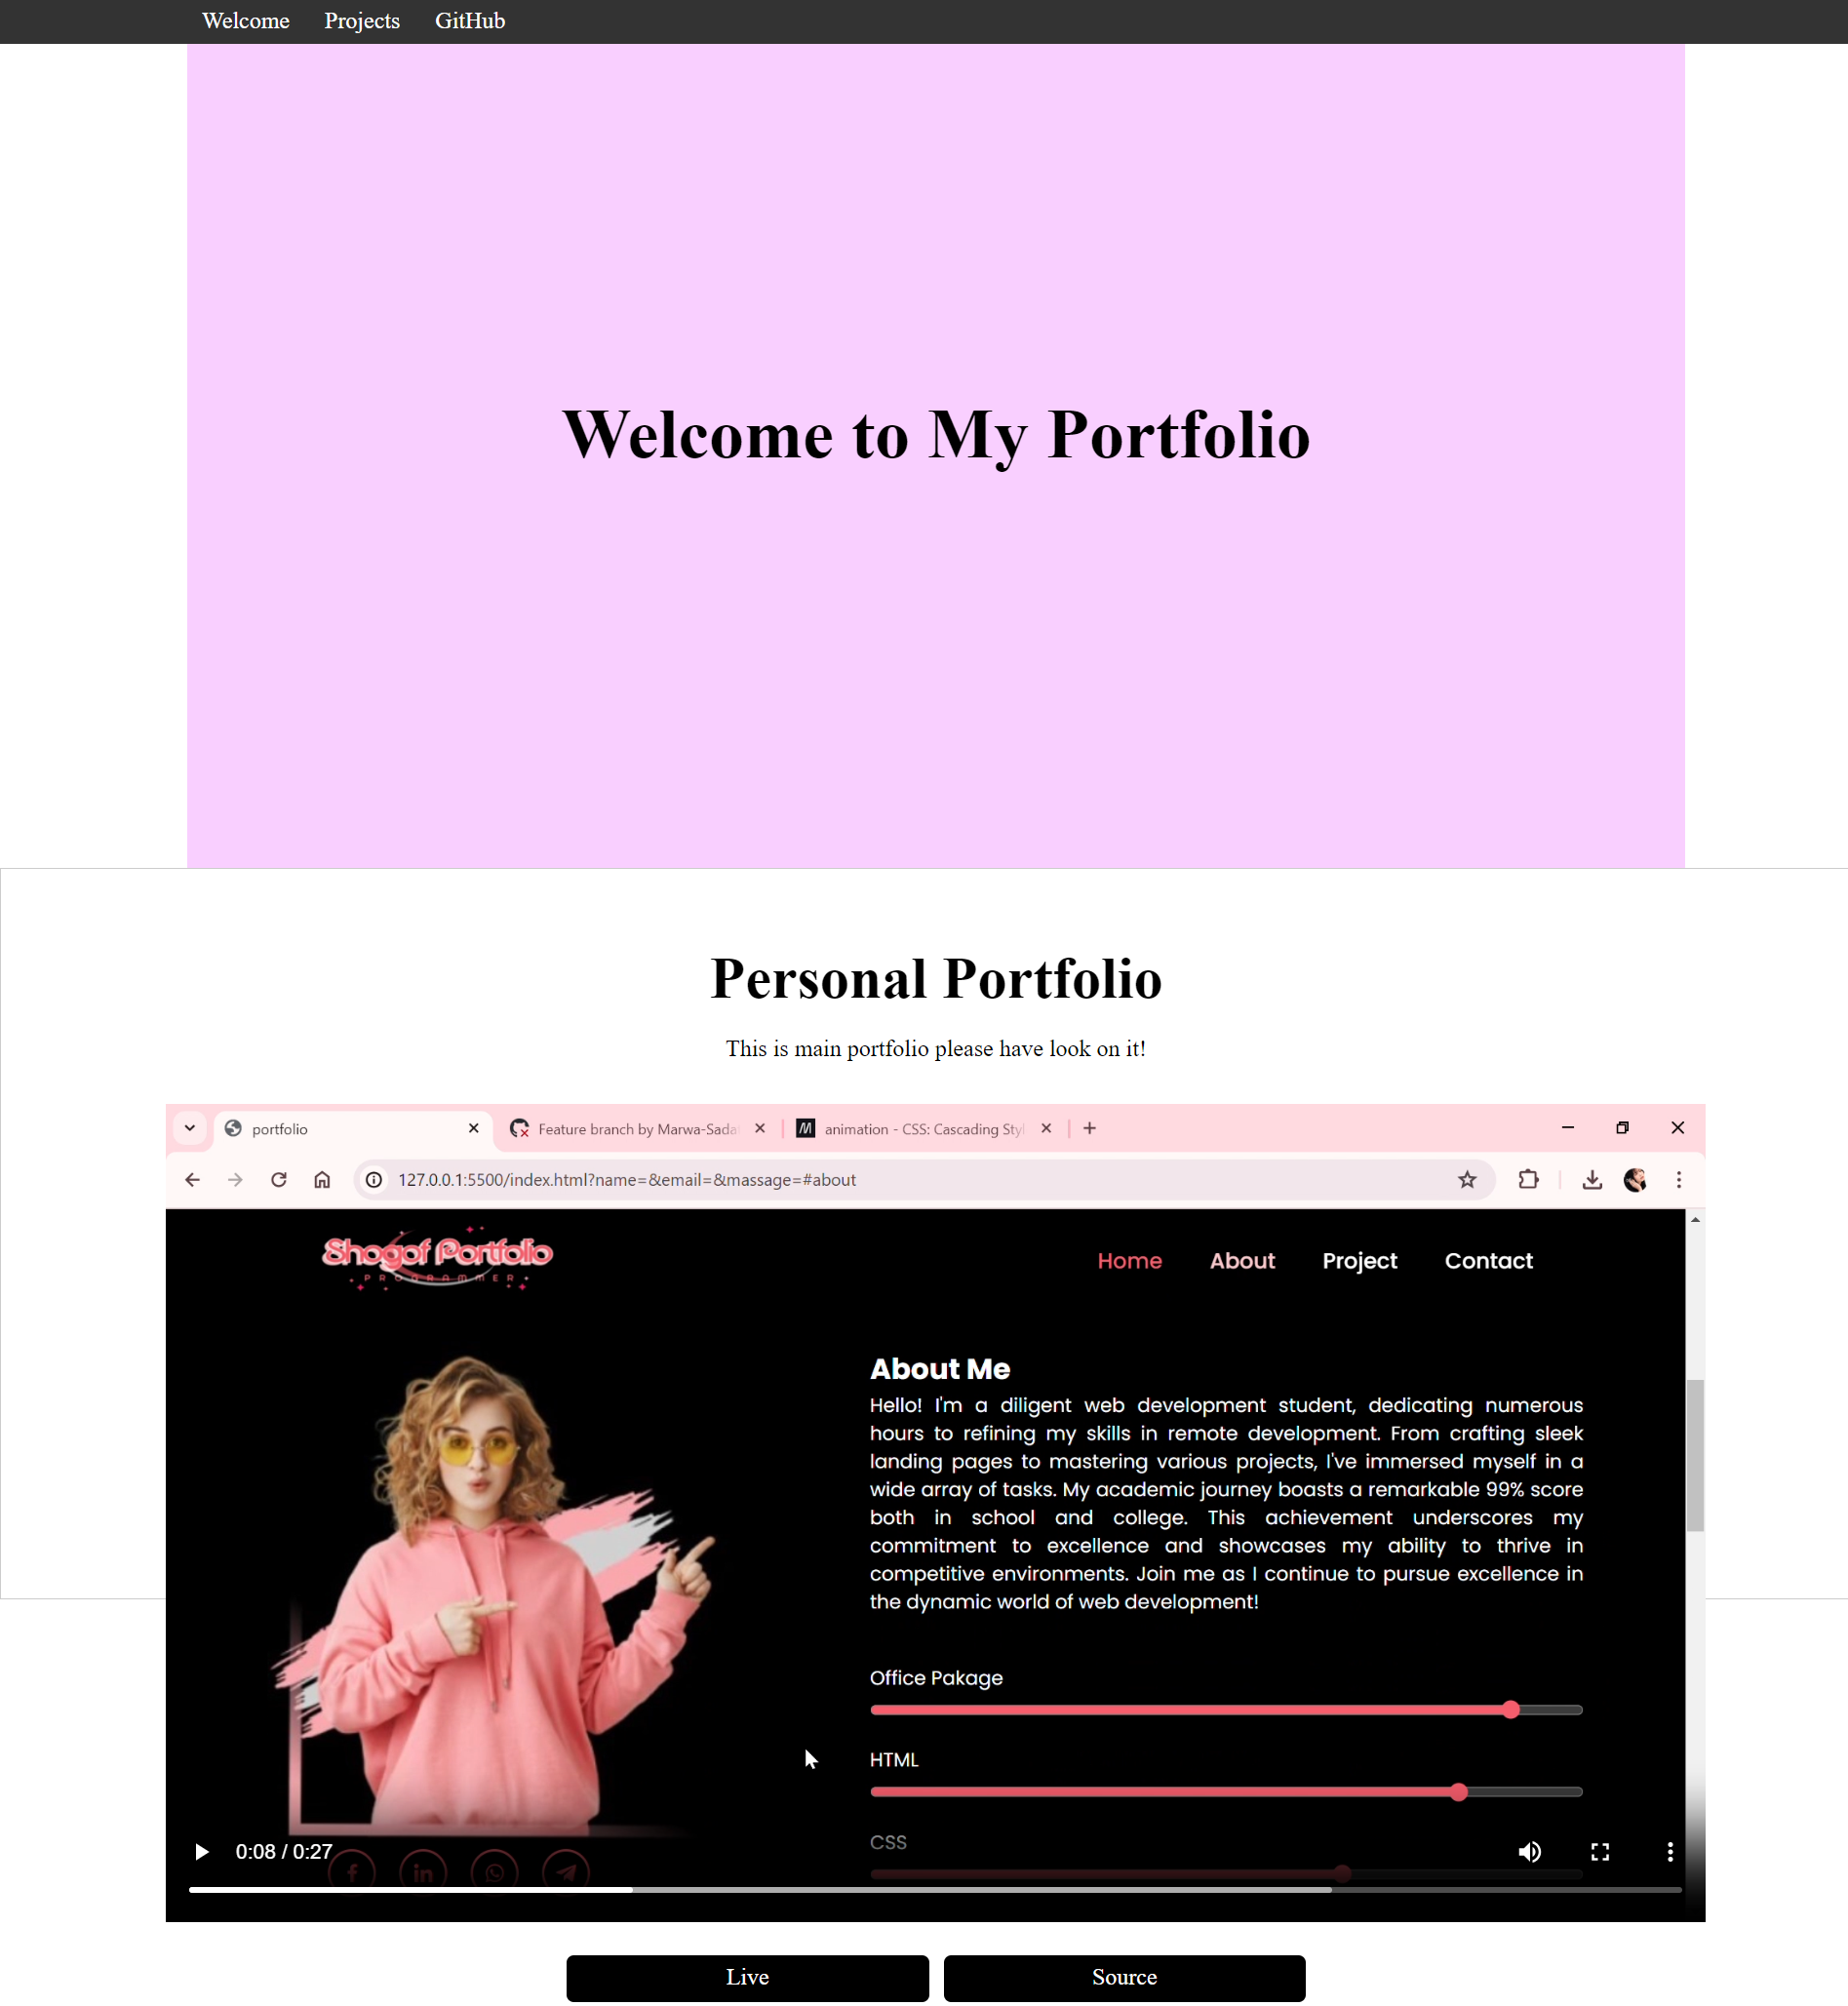 Welcome Projects GitHub
Welcome to My Portfolio
Personal Portfolio
This is main portfolio please have look on it!
portfolio Feature branch by Marwa-Sada animation - CSS: Cascading Styl
127.0.0.1:5500/index.html?name=&email=&massage=#about
Shogof Portfolio
PROGRAMMER
Home About Project Contact
About Me
Hello! I'm a diligent web development student, dedicating numerous
hours to refining my skills in remote development. From crafting sleek
landing pages to mastering various projects, I've immersed myself in a
wide array of tasks. My academic journey boasts a remarkable 99% score
both in school and college. This achievement underscores my
commitment to excellence and showcases my ability to thrive in
competitive environments. Join me as I continue to pursue excellence in
the dynamic world of web development!
Office Pakage
HTML
CSS
0:08 / 0:27
Live Source